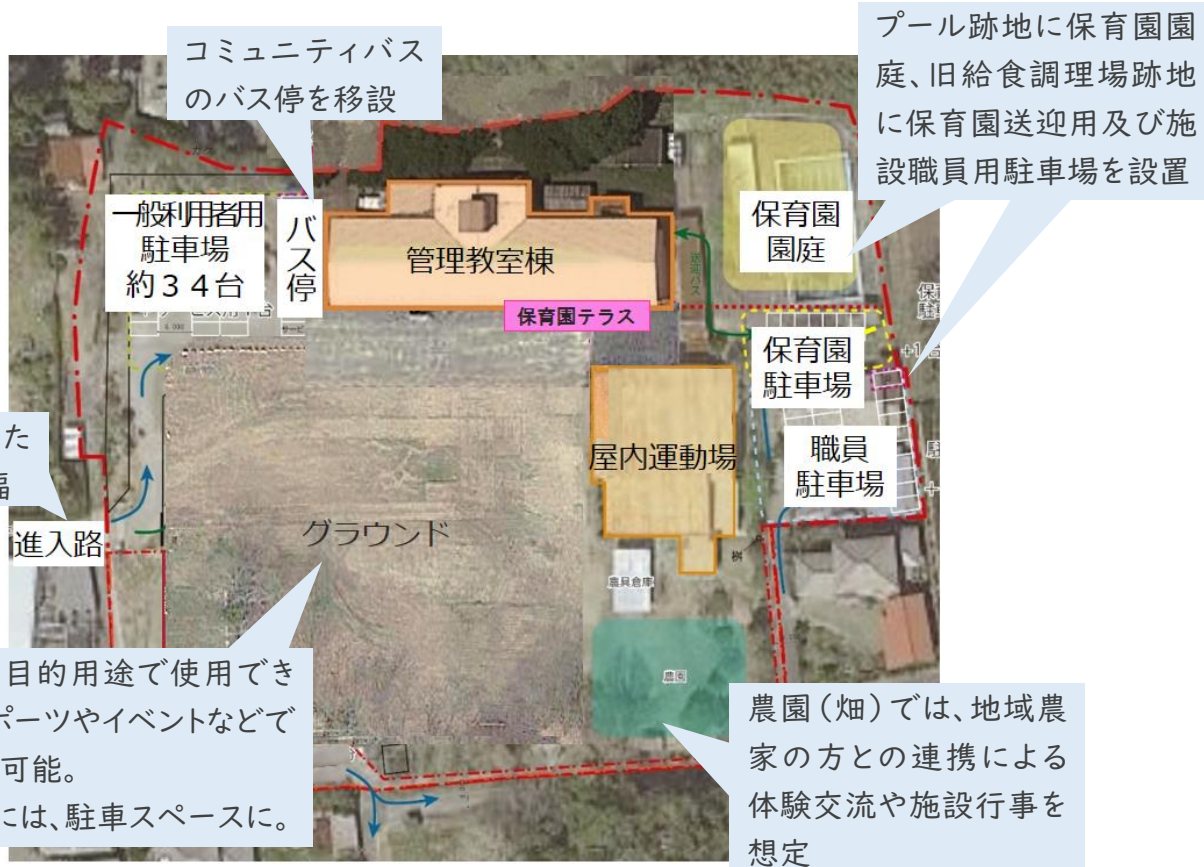 コミュニティバス
のバス停を移設
プール跡地に保育園園
庭、旧給食調理場跡地
に保育園送迎用及び施
設職員用駐車場を設置
一般利用者用
駐車場
約３４台
バス停
管理教室棟
保育園
園庭
送迎バス
保育園テラス
保育園
駐車場
職員
駐車場
屋内運動場
た
幅
進入路
グラウンド
農具倉庫
農園
目的用途で使用でき
ポーツやイベントなどで
可能。
には、駐車スペースに。
農園（畑）では、地域農
家の方との連携による
体験交流や施設行事を
想定